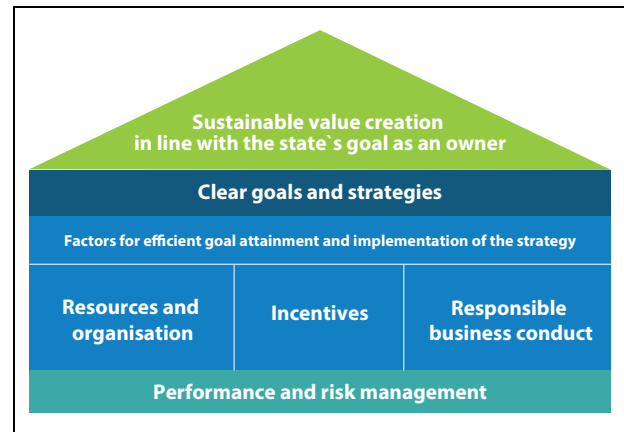 Sustainable value creation
in line with the state`s goal as an owner
Clear goals and strategies
Factors for efficient goal attainment and implementation of the strategy
Resources and
organisation
Incentives
Responsible
business conduct
Performance and risk management